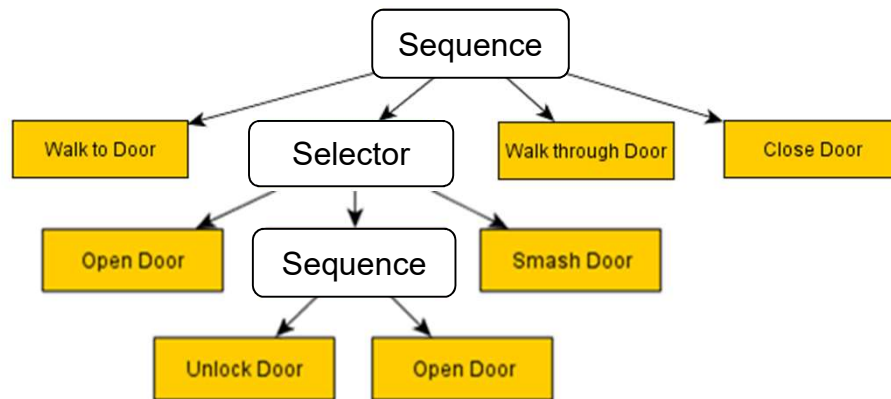 Sequence
Walk to Door
Selector
Walk through Door
Close Door
Open Door
Sequence
Smash Door
Unlock Door
Open Door